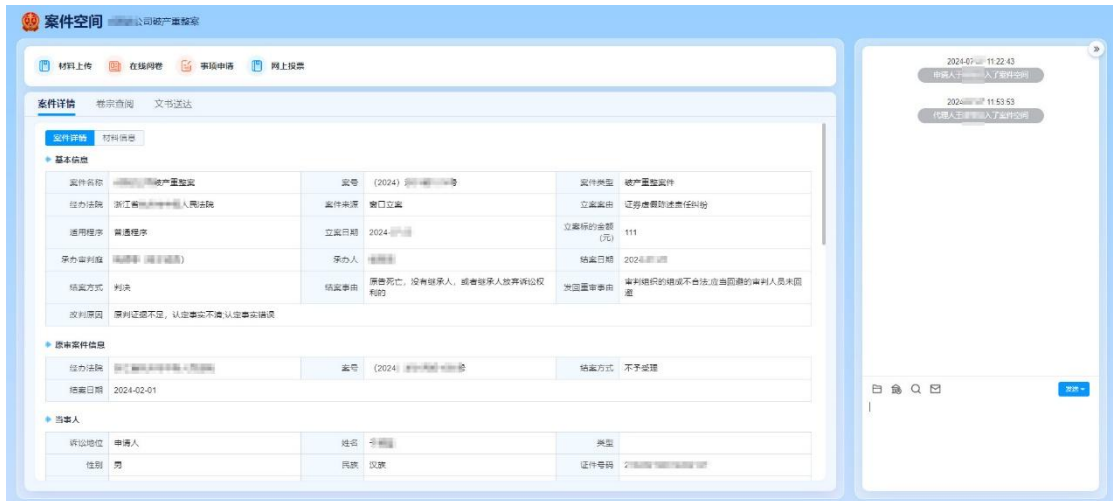 案件空间 公司破产重整案
材料上传 在线阅卷 事项申请 网上投票
案件详情 卷宗查阅 文书送达
案件详情 材料信息
基本信息
案件名称 破产重整案 案号 (2024) 号 案件类型 破产重整案件
经办法院 浙江省 人民法院 案件来源 窗口立案 立案案由 证券虚假陈述责任纠纷
适用程序 普通程序 立案日期 2024- 立案标的金额(元) 111
承办审判庭 承办人 结案日期 2024
结案方式 判决 结案事由 原告死亡，没有继承人，或者继承人放弃诉讼权利的 发回重审事由 审判组织的组成不合法;应当回避的审判人员未回避
改判原因 原判证据不足，认定事实不清;认定事实错误
原审案件信息
经办法院 案号 (2024) 结案方式 不予受理
结案日期 2024-02-01
当事人
诉讼地位 申请人 姓名 类型
性别 男 民族 汉族 证件号码
2024-0 11:22:43
申请人 入了案件空间
2024 11:53:53
代理人王 入了案件空间
发送